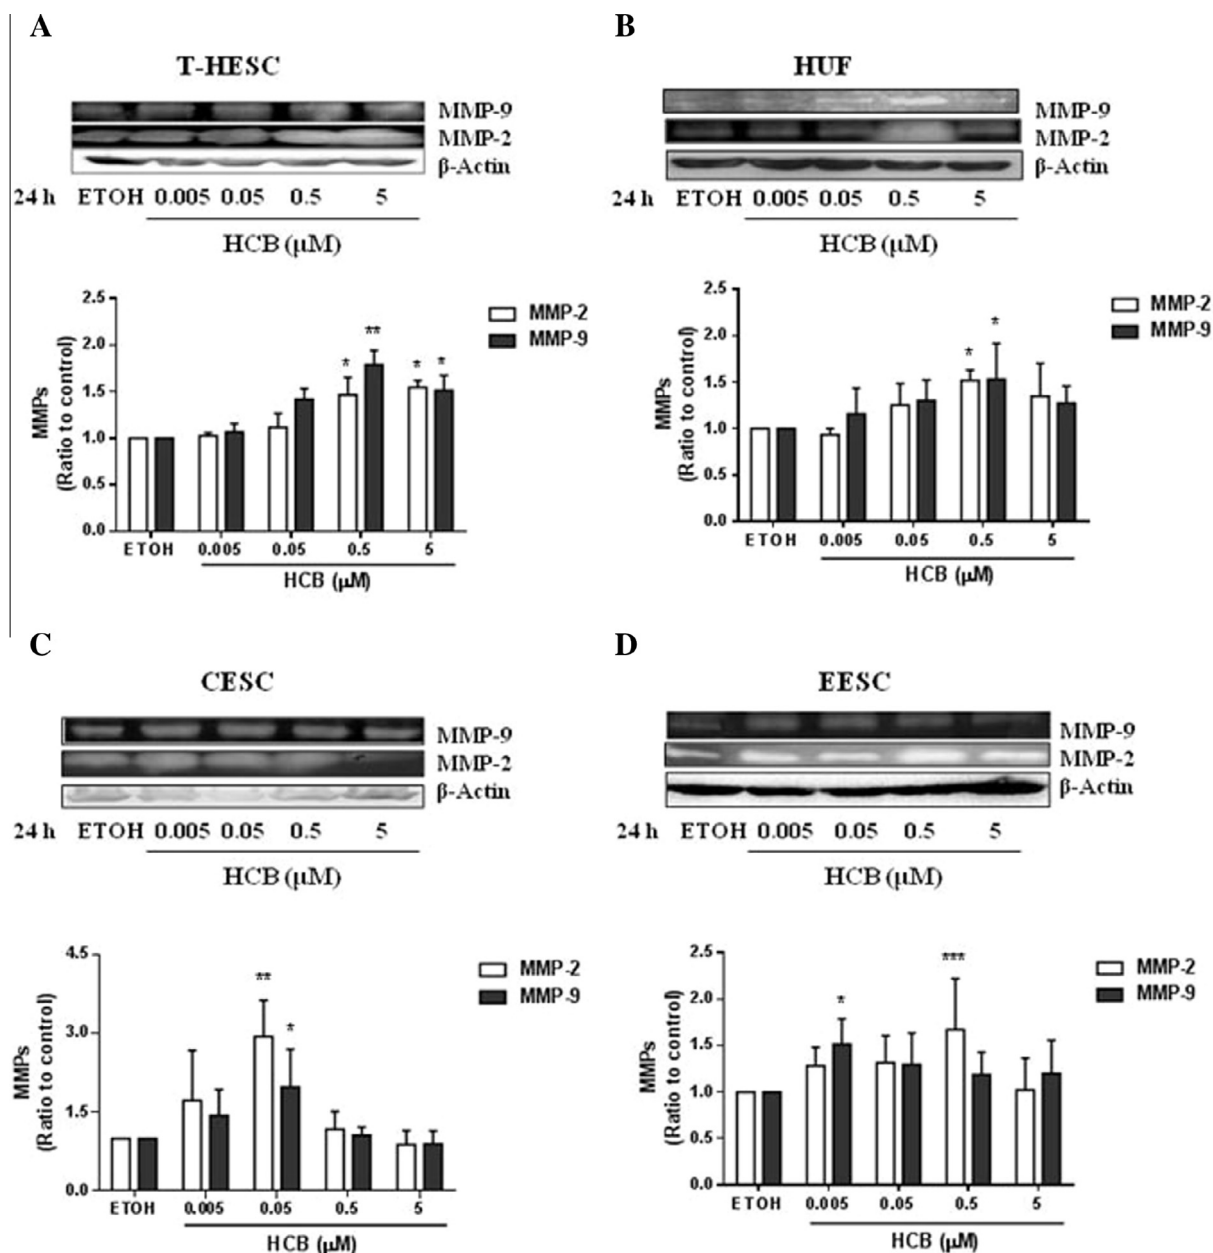 A
T-HESC
MMP-9
MMP-2
β-Actin
24 h ETOH 0.005 0.05 0.5 5
HCB (μM)
2.5
2.0
1.5
1.0
0.5
0.0
MMPs
(Ratio to control)
* ** * *
MMP-2
MMP-9
ETOH 0.005 0.05 0.5 5
HCB (μM)
B
HUF
MMP-9
MMP-2
β-Actin
24 h ETOH 0.005 0.05 0.5 5
HCB (μM)
2.5
2.0
1.5
1.0
0.5
0.0
MMPs
(Ratio to control)
* *
MMP-2
MMP-9
ETOH 0.005 0.05 0.5 5
HCB (μM)
C
CESC
MMP-9
MMP-2
β-Actin
24 h ETOH 0.005 0.05 0.5 5
HCB (μM)
4.5
3.0
1.5
0.0
MMPs
(Ratio to control)
** *
MMP-2
MMP-9
ETOH 0.005 0.05 0.5 5
HCB (μM)
D
EESC
MMP-9
MMP-2
β-Actin
24 h ETOH 0.005 0.05 0.5 5
HCB (μM)
2.5
2.0
1.5
1.0
0.5
0.0
MMPs
(Ratio to control)
* ***
MMP-2
MMP-9
ETOH 0.005 0.05 0.5 5
HCB (μM)